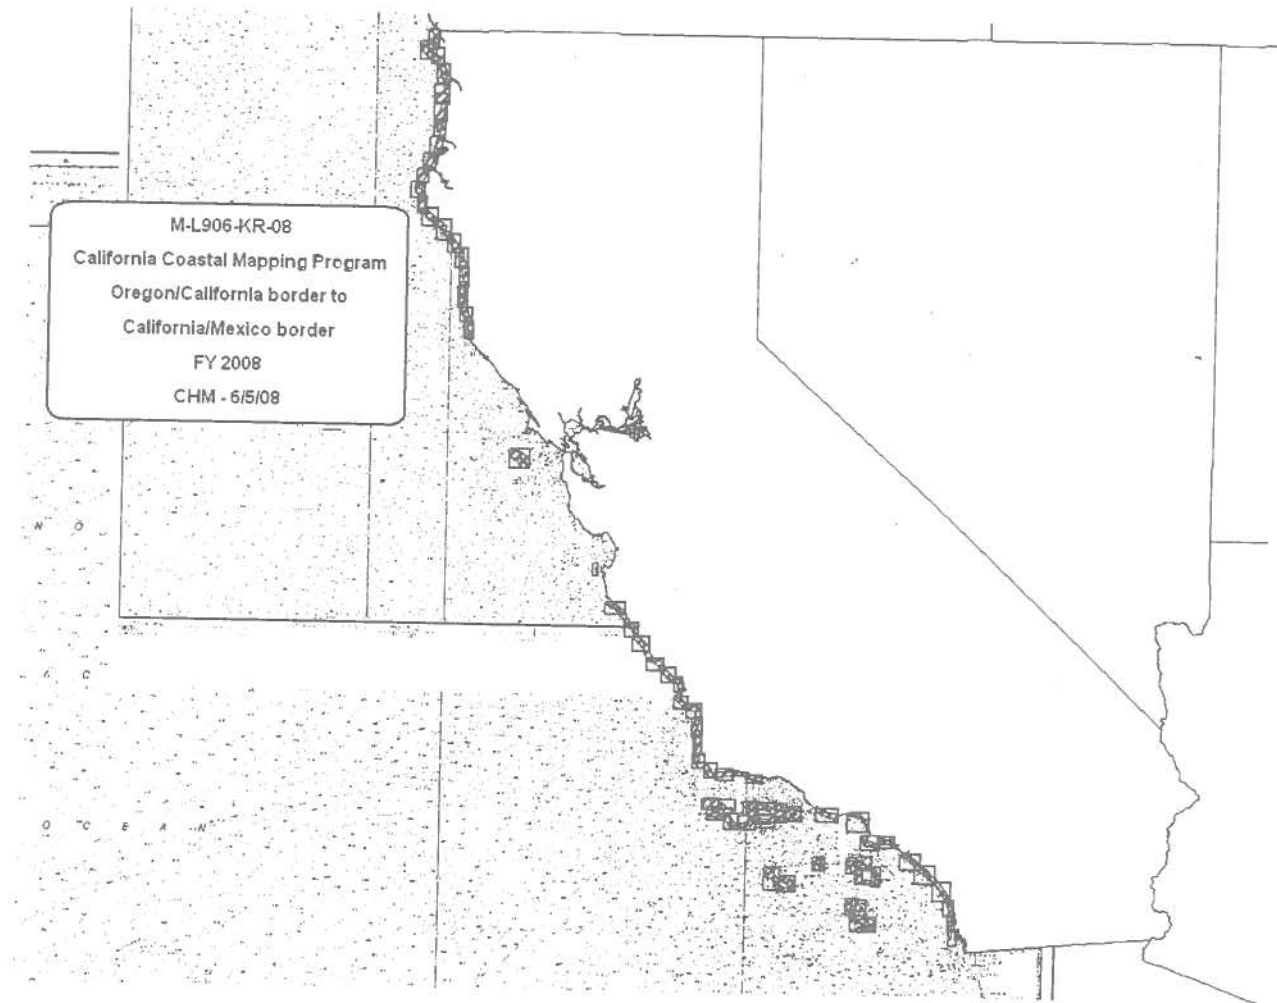 M-L906-KR-08
California Coastal Mapping Program
Oregon/California border to
California/Mexico border
FY 2008
CHM - 6/5/08
N O
A C
O C E A N